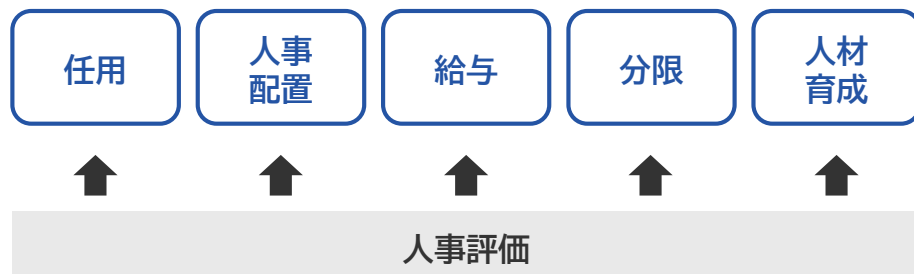 任用
人事
配置
給与
分限
人材
育成
人事評価